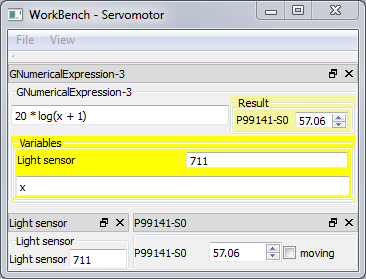 WorkBench - Servomotor
File View
GNumericalExpression-3
GNumericalExpression-3
20 * log(x + 1)
Result
P99141-S0 57.06
Variables
Light sensor 711
x
Light sensor
Light sensor
Light sensor 711
P99141-S0
P99141-S0 57.06 moving